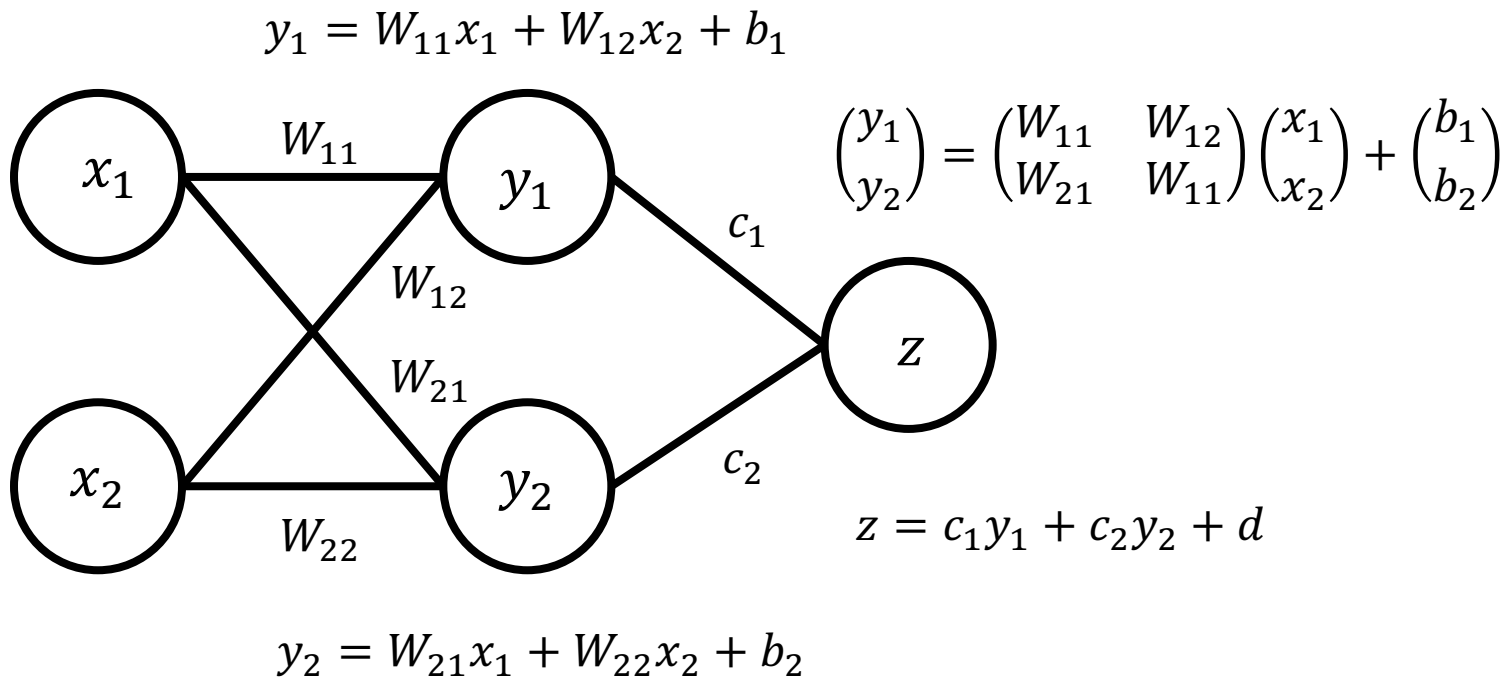 y₁ = W₁₁x₁ + W₁₂x₂ + b₁
x₁
W₁₁
y₁
(y₁ y₂) = (W₁₁ W₁₂ W₂₁ W₁₁) (x₁ x₂) + (b₁ b₂)
c₁
W₁₂
z
W₂₁
x₂
y₂
c₂
W₂₂
z = c₁y₁ + c₂y₂ + d
y₂ = W₂₁x₁ + W₂₂x₂ + b₂